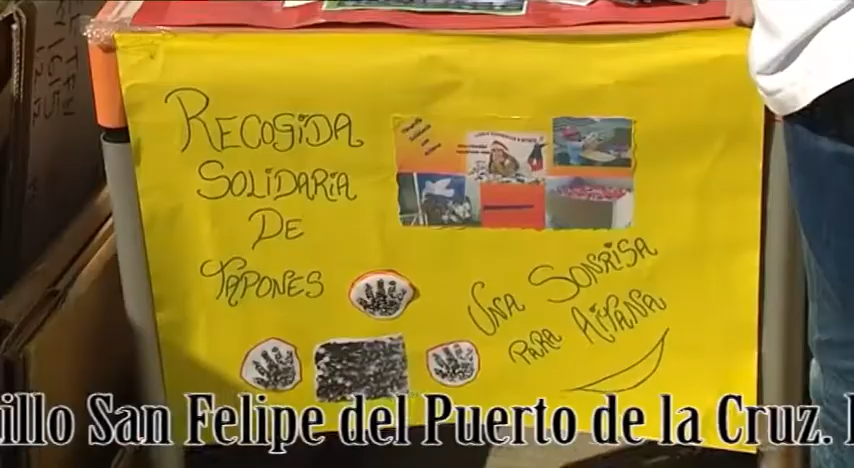 RECOGiDA
SOLiDARiA
DE
TAPONES
UNA SONRiSA
PARA AiTANA
illo San Felipe del Puerto de la Cruz.